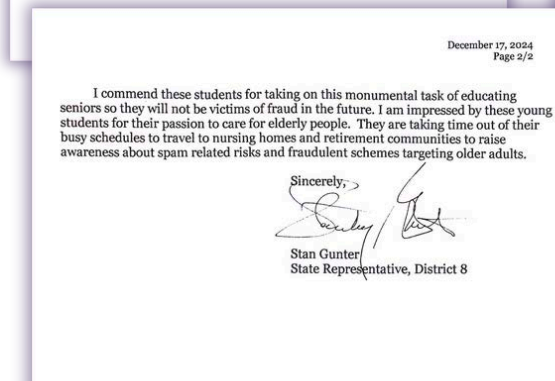 December 17, 2024
Page 2/2
I commend these students for taking on this monumental task of educating
seniors so they will not be victims of fraud in the future. I am impressed by these young
students for their passion to care for elderly people. They are taking time out of their
busy schedules to travel to nursing homes and retirement communities to raise
awareness about spam related risks and fraudulent schemes targeting older adults.
Sincerely,
Stan Gunter
State Representative, District 8